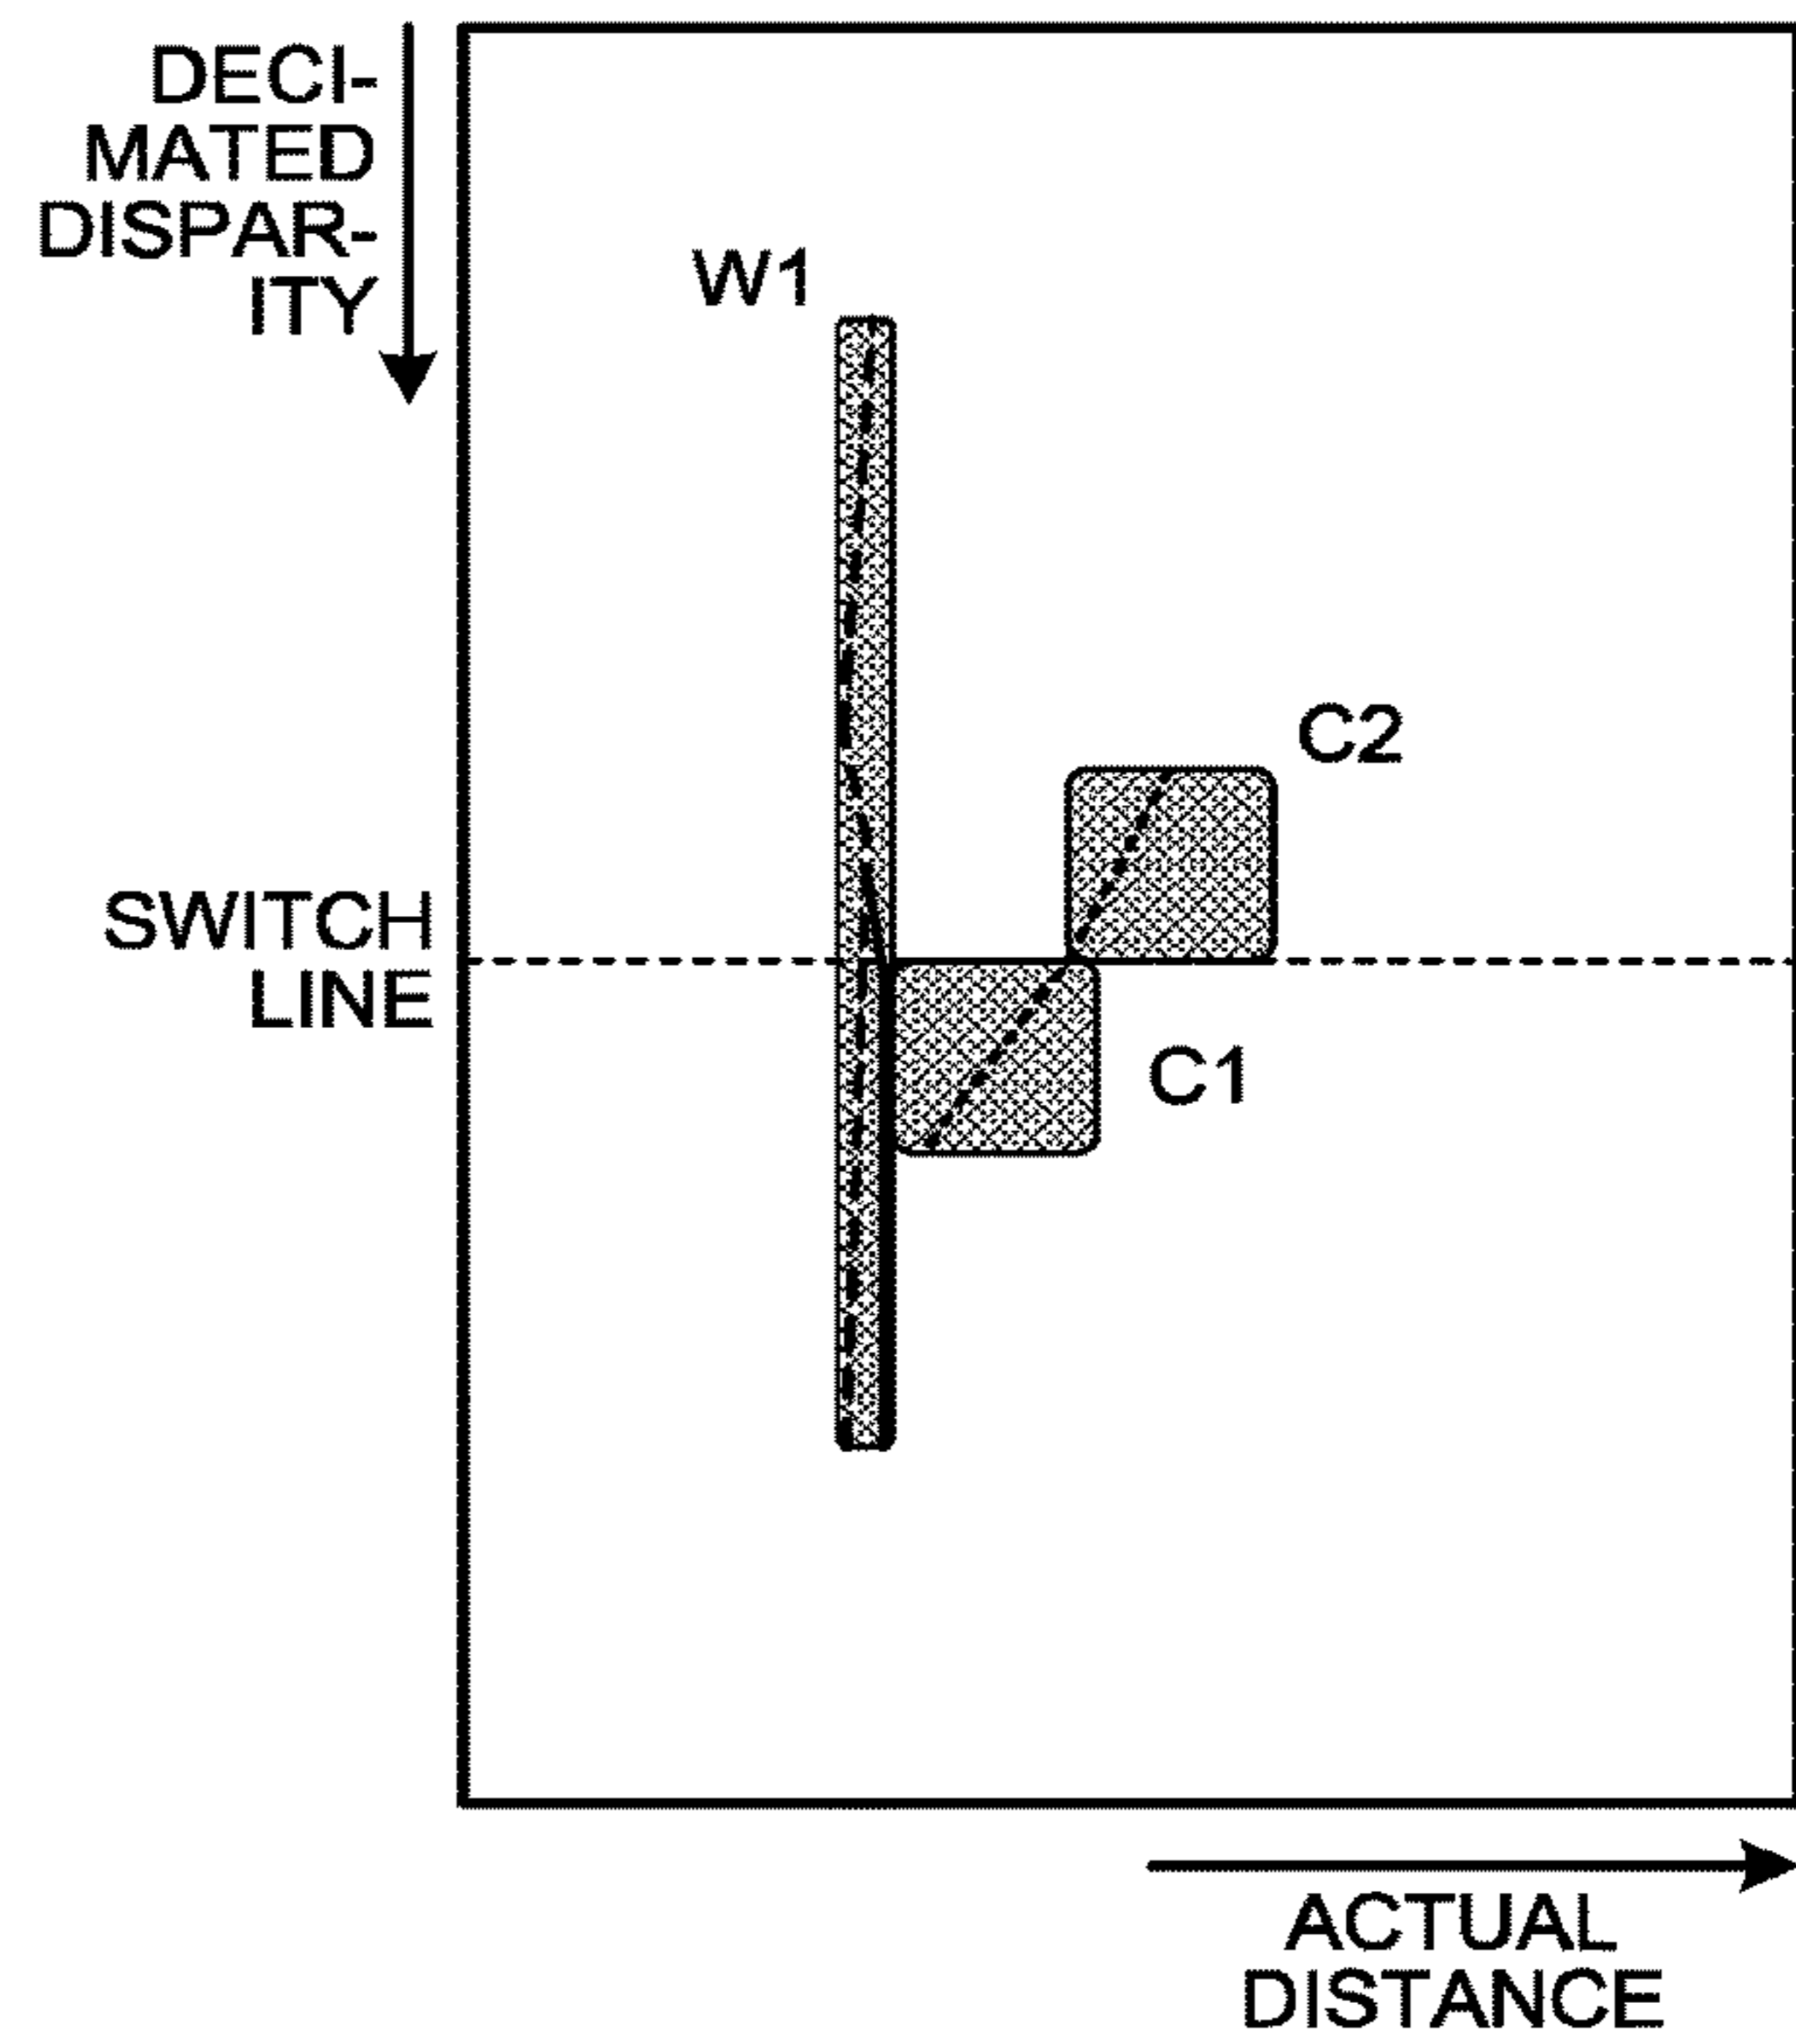 DECI-
MATED
DISPAR-
ITY
W1
C2
SWITCH
LINE
C1
ACTUAL
DISTANCE